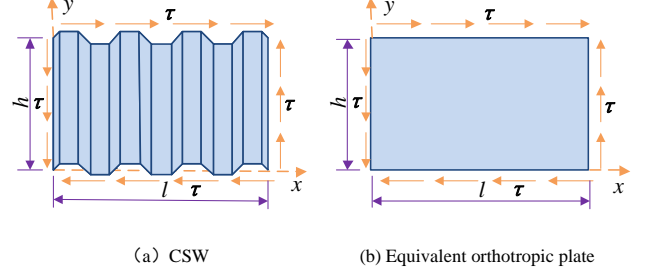 y
τ
h
τ
τ
l
τ
x
(a) CSW
y
τ
h
τ
τ
l
τ
x
(b) Equivalent orthotropic plate